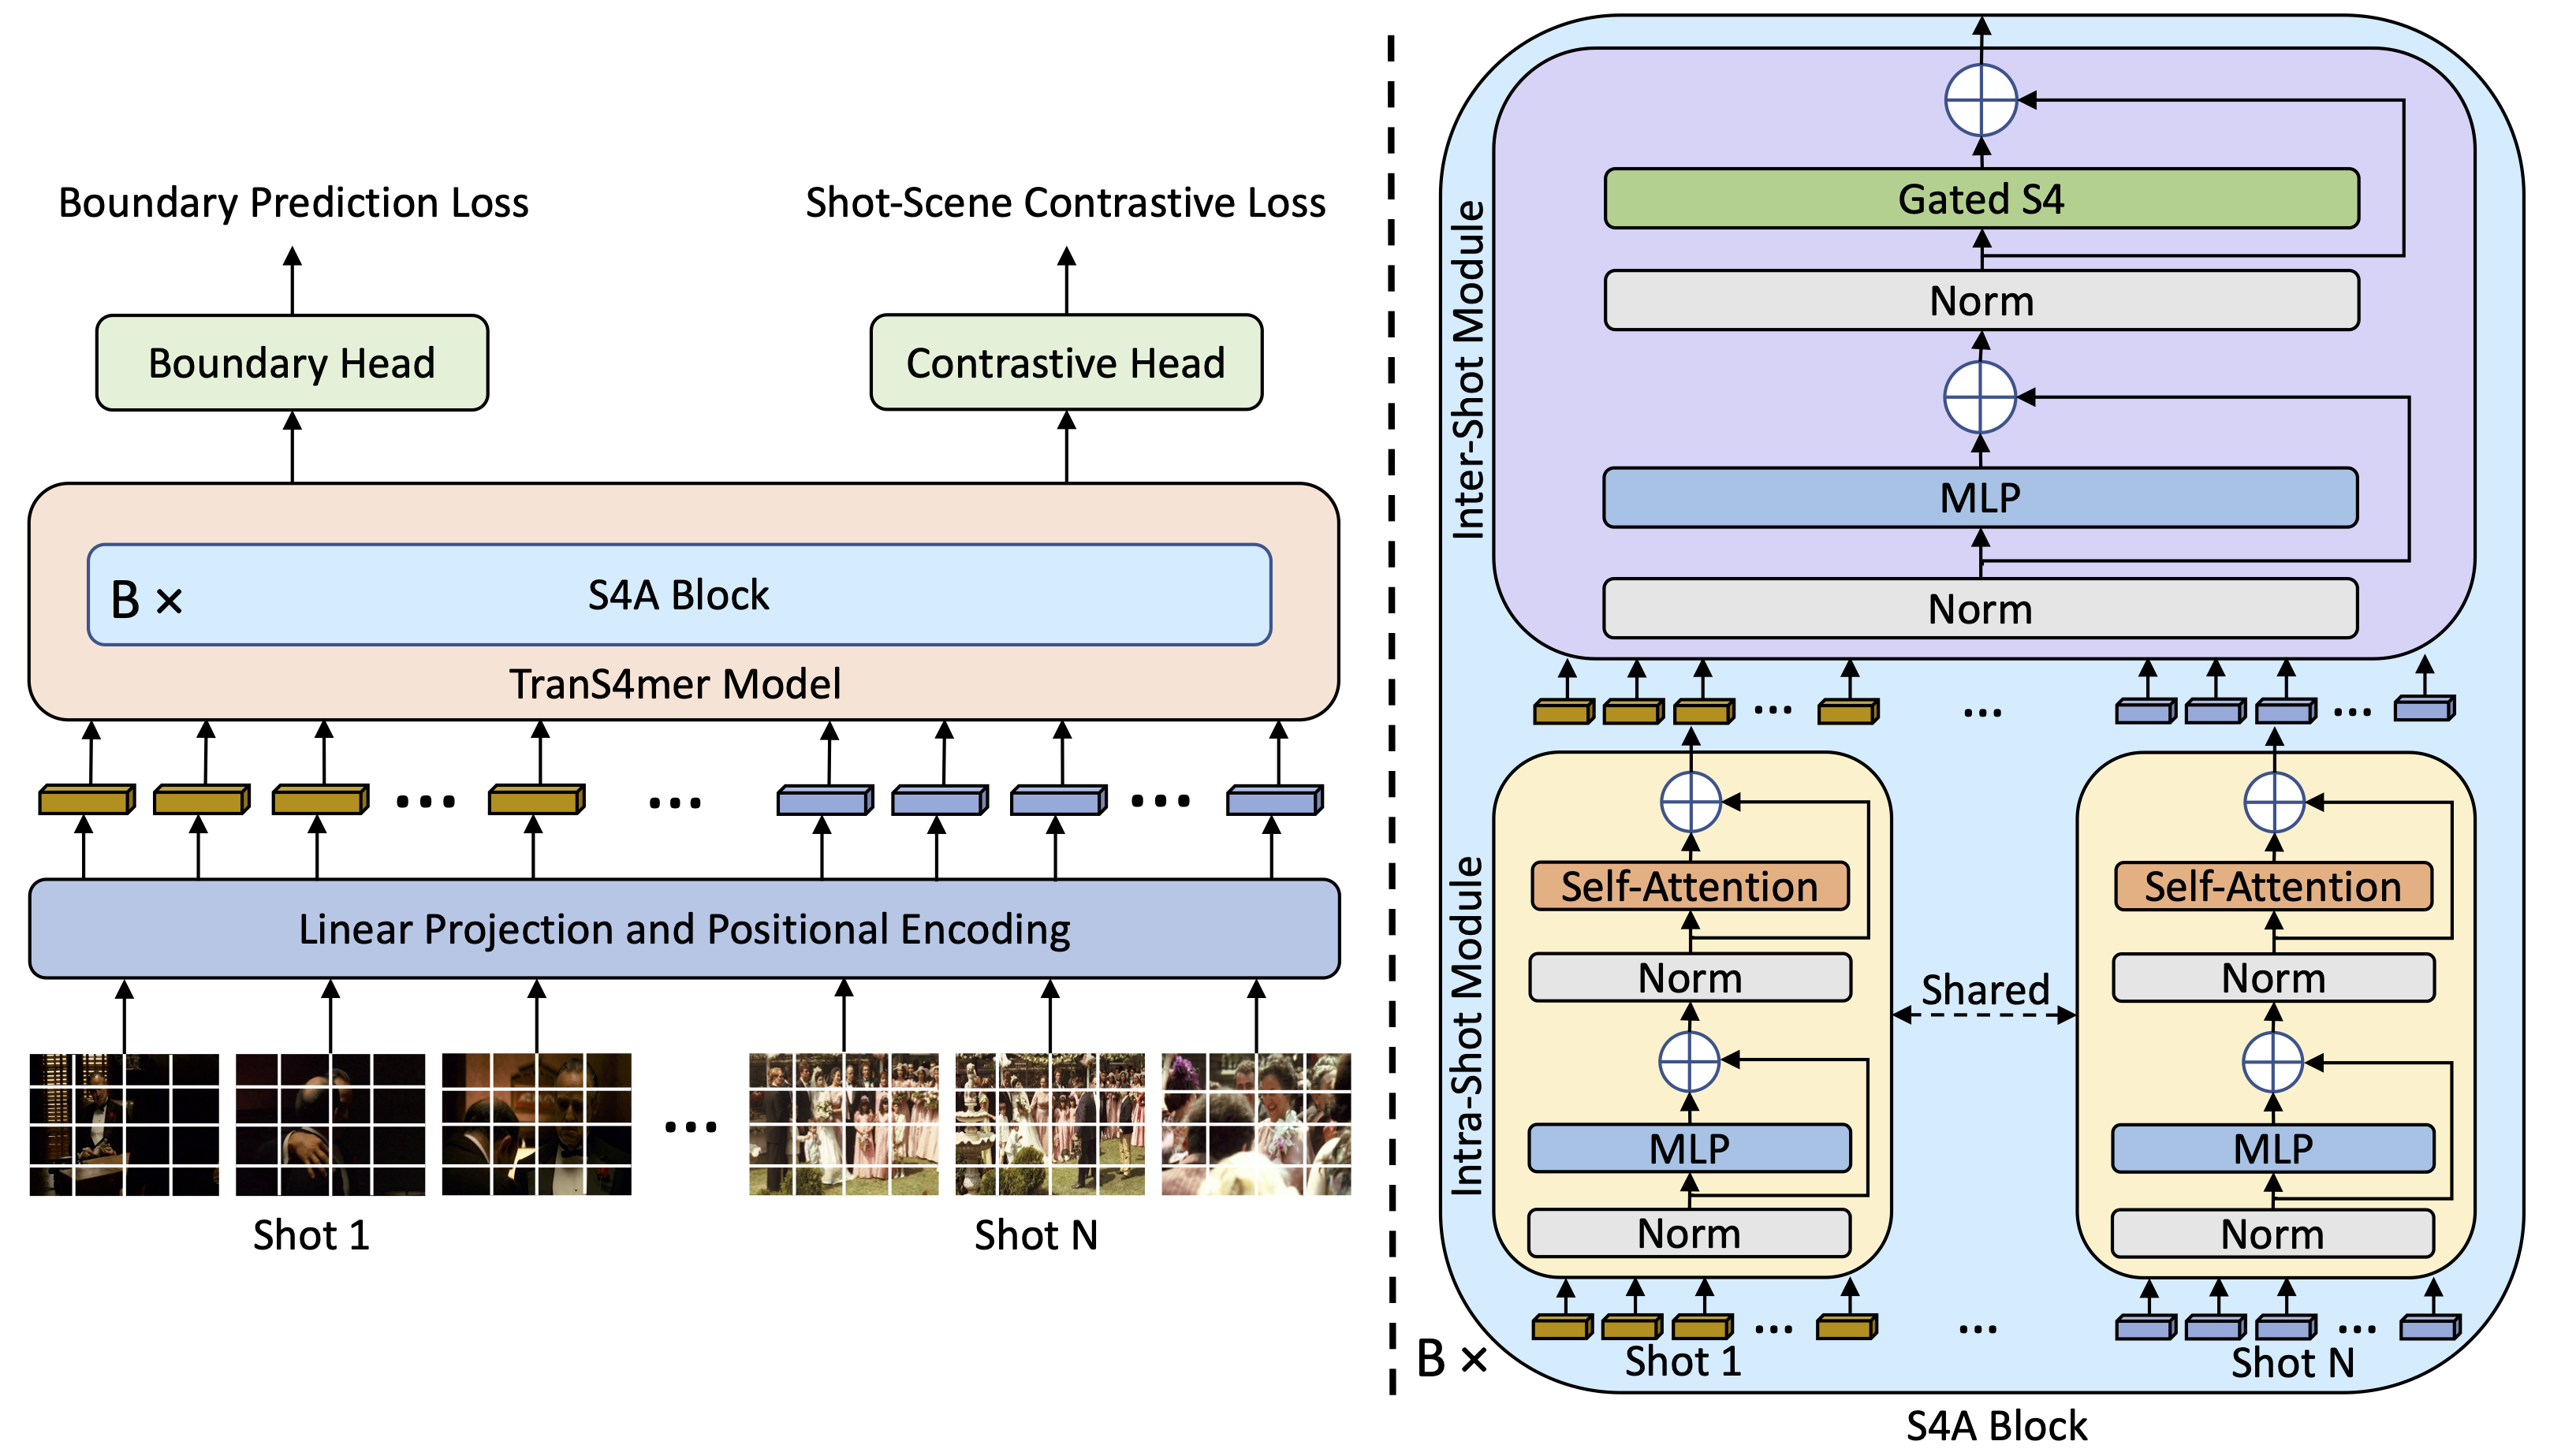 Boundary Prediction Loss
Shot-Scene Contrastive Loss
Boundary Head
Contrastive Head
B × S4A Block
TranS4mer Model
... ... ...
Linear Projection and Positional Encoding
...
Shot 1
Shot N
Inter-Shot Module
Gated S4
Norm
MLP
Norm
... ... ...
Intra-Shot Module
Self-Attention
Norm
MLP
Norm
Shared
Self-Attention
Norm
MLP
Norm
... ... ...
B ×
Shot 1
Shot N
S4A Block